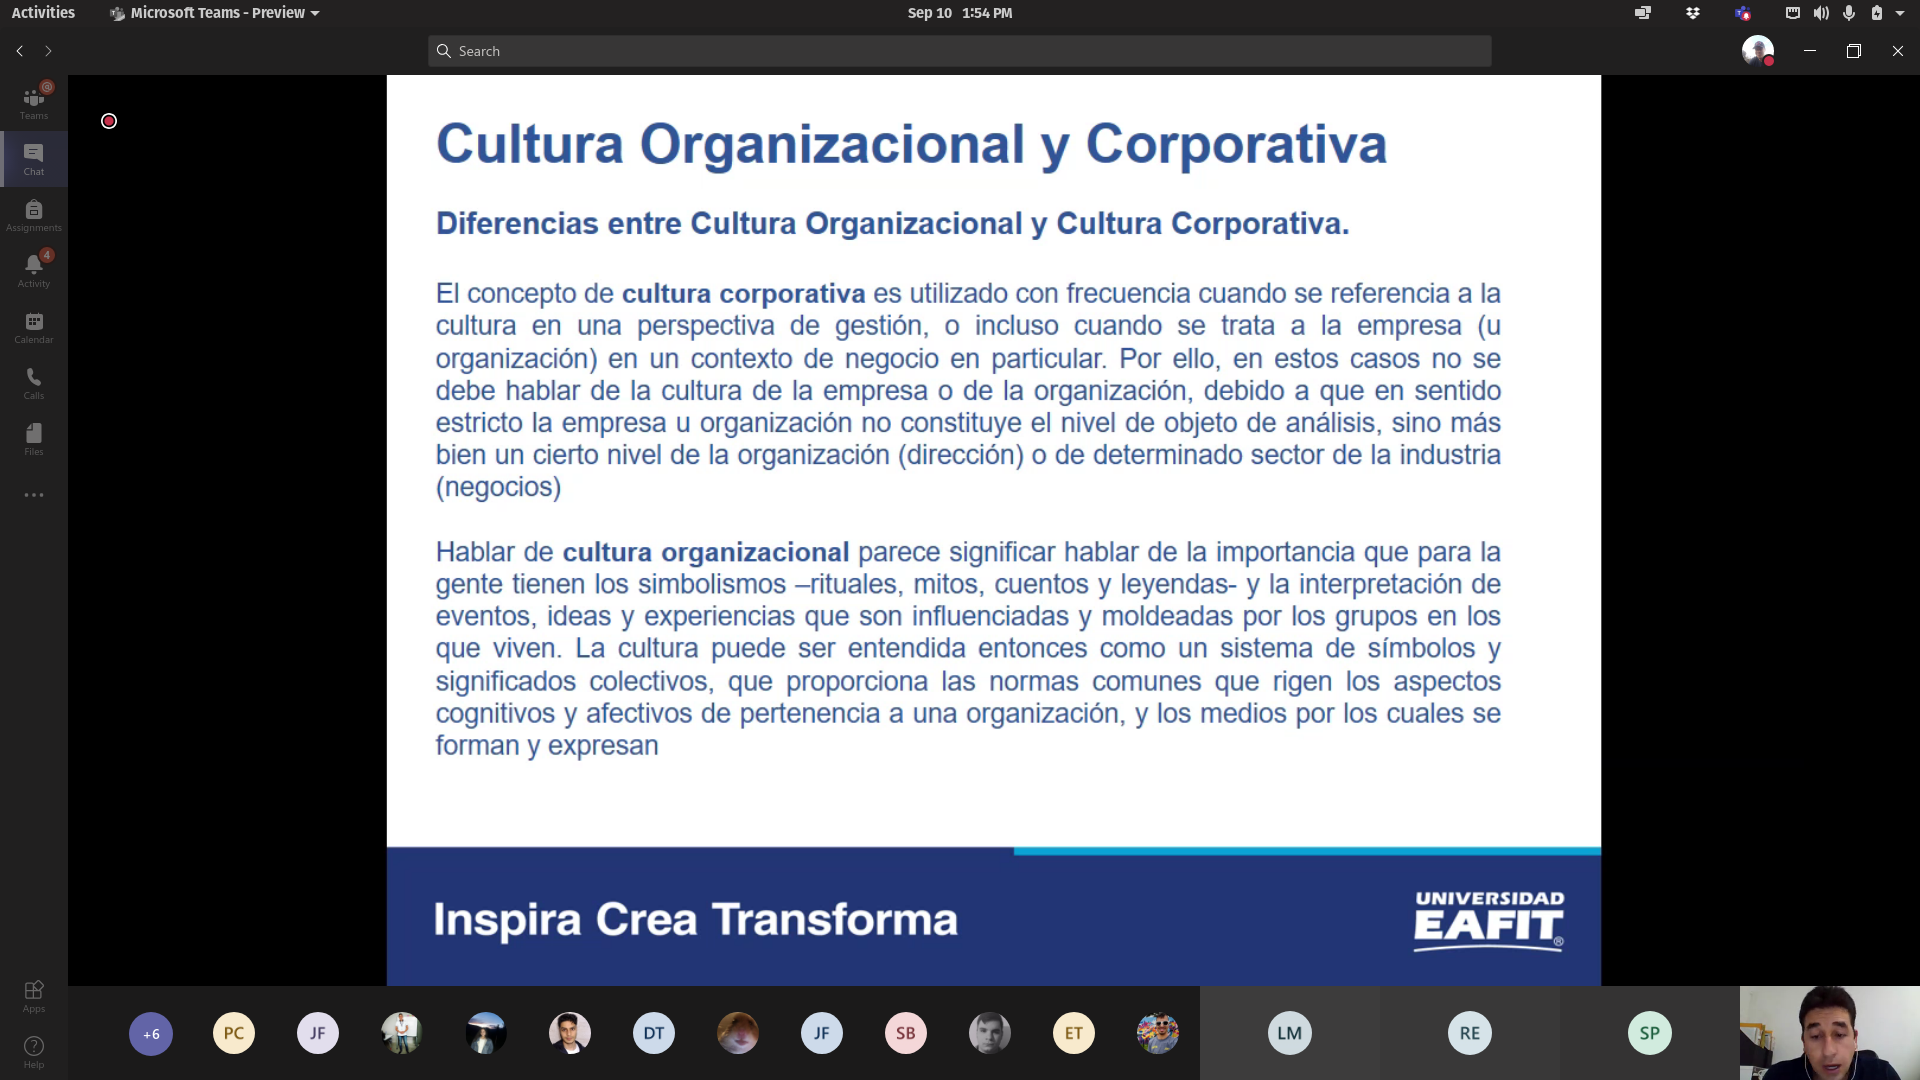 Activities
Microsoft Teams - Preview
Sep 10 1:54 PM
Search
Teams
Chat
Assignments
4
Activity
Calendar
Calls
Files
Apps
Help
Cultura Organizacional y Corporativa
Diferencias entre Cultura Organizacional y Cultura Corporativa.
El concepto de cultura corporativa es utilizado con frecuencia cuando se referencia a la
cultura en una perspectiva de gestión, o incluso cuando se trata a la empresa (u
organización) en un contexto de negocio en particular. Por ello, en estos casos no se
debe hablar de la cultura de la empresa o de la organización, debido a que en sentido
estricto la empresa u organización no constituye el nivel de objeto de análisis, sino más
bien un cierto nivel de la organización (dirección) o de determinado sector de la industria
(negocios)
Hablar de cultura organizacional parece significar hablar de la importancia que para la
gente tienen los simbolismos –rituales, mitos, cuentos y leyendas- y la interpretación de
eventos, ideas y experiencias que son influenciadas y moldeadas por los grupos en los
que viven. La cultura puede ser entendida entonces como un sistema de símbolos y
significados colectivos, que proporciona las normas comunes que rigen los aspectos
cognitivos y afectivos de pertenencia a una organización, y los medios por los cuales se
forman y expresan
Inspira Crea Transforma
UNIVERSIDAD
EAFIT®
+6
PC
JF
DT
JF
SB
ET
LM
RE
SP